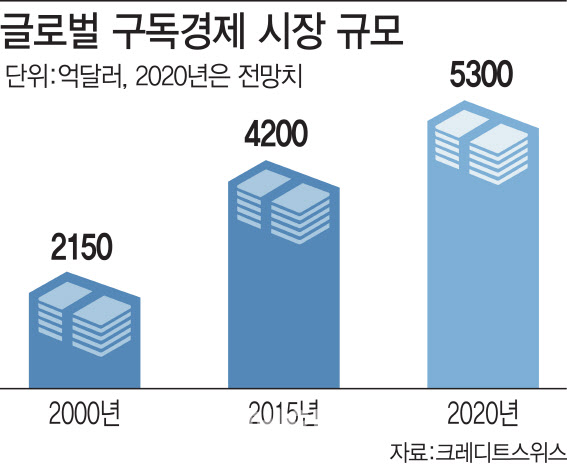 글로벌 구독경제 시장 규모
단위:억달러, 2020년은 전망치
5300
4200
2150
2000년 2015년 2020년
자료:크레디트스위스